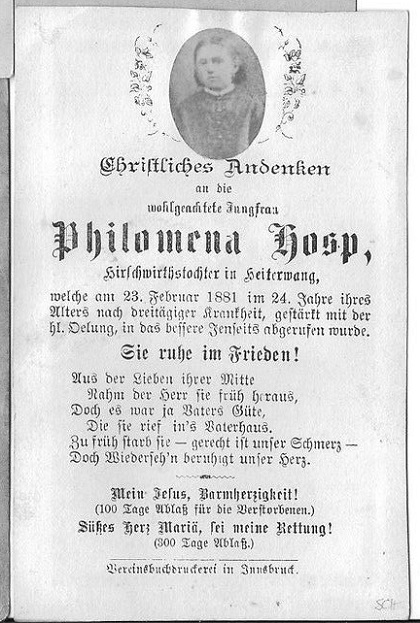 Christliches Andenken
an die
wohlgeachtete Jungfrau
Philomena Hosp,
Hirschwirthstochter in Heiterwang,
welche am 23. Februar 1881 im 24. Jahre ihres
Alters nach dreitägiger Krankheit, gestärkt mit der
hl. Oelung, in das bessere Jenseits abgerufen wurde.
Sie ruhe im Frieden!
Aus der Lieben ihrer Mitte
Nahm der Herr sie früh heraus,
Doch es war ja Vaters Güte,
Die sie rief in's Vaterhaus.
Zu früh starb sie — gerecht ist unser Schmerz —
Doch Wiederseh'n beruhigt unser Herz.
Mein Jesus, Barmherzigkeit!
(100 Tage Ablaß für die Verstorbenen.)
Süßes Herz Mariä, sei meine Rettung!
(300 Tage Ablaß.)
Vereinsbuchdruckerei in Innsbruck.
SCH